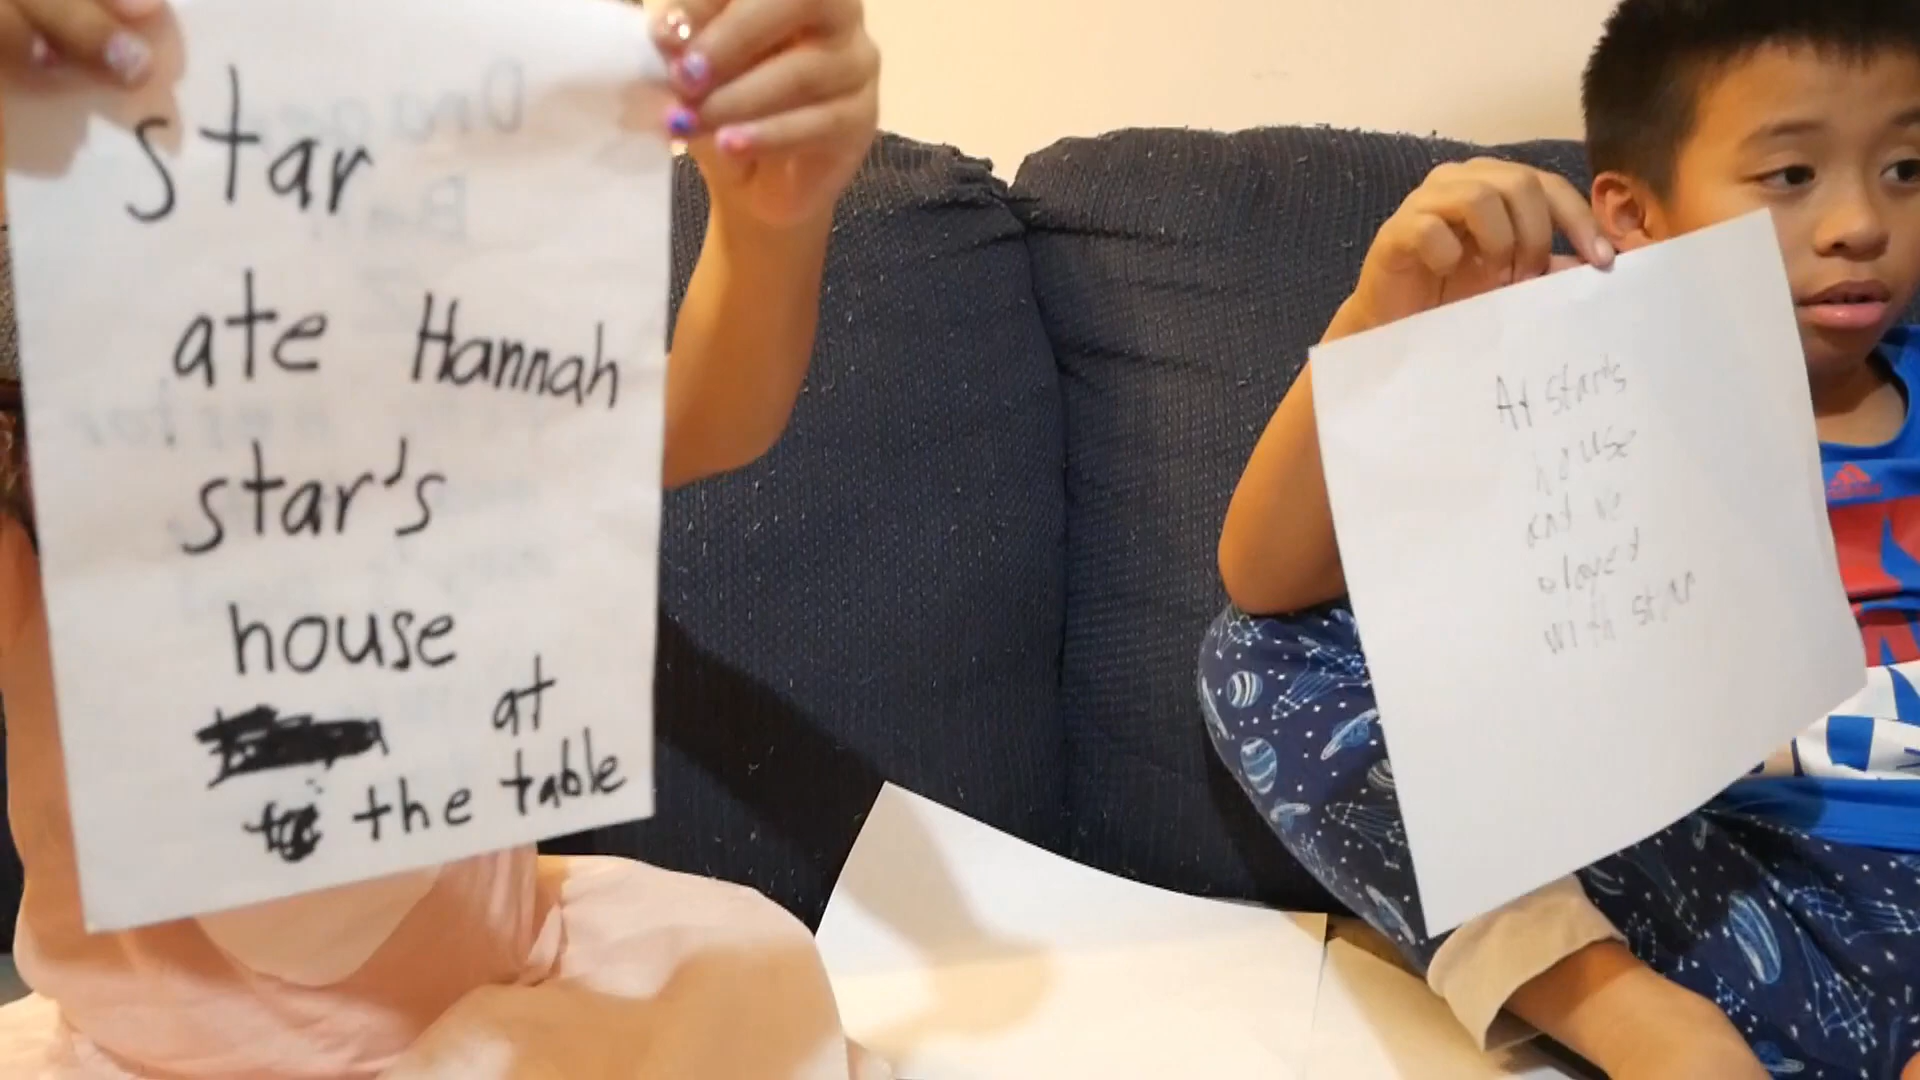 star
ate Hannah
star's
house
at
the table
At star's
house
and we
played
with star